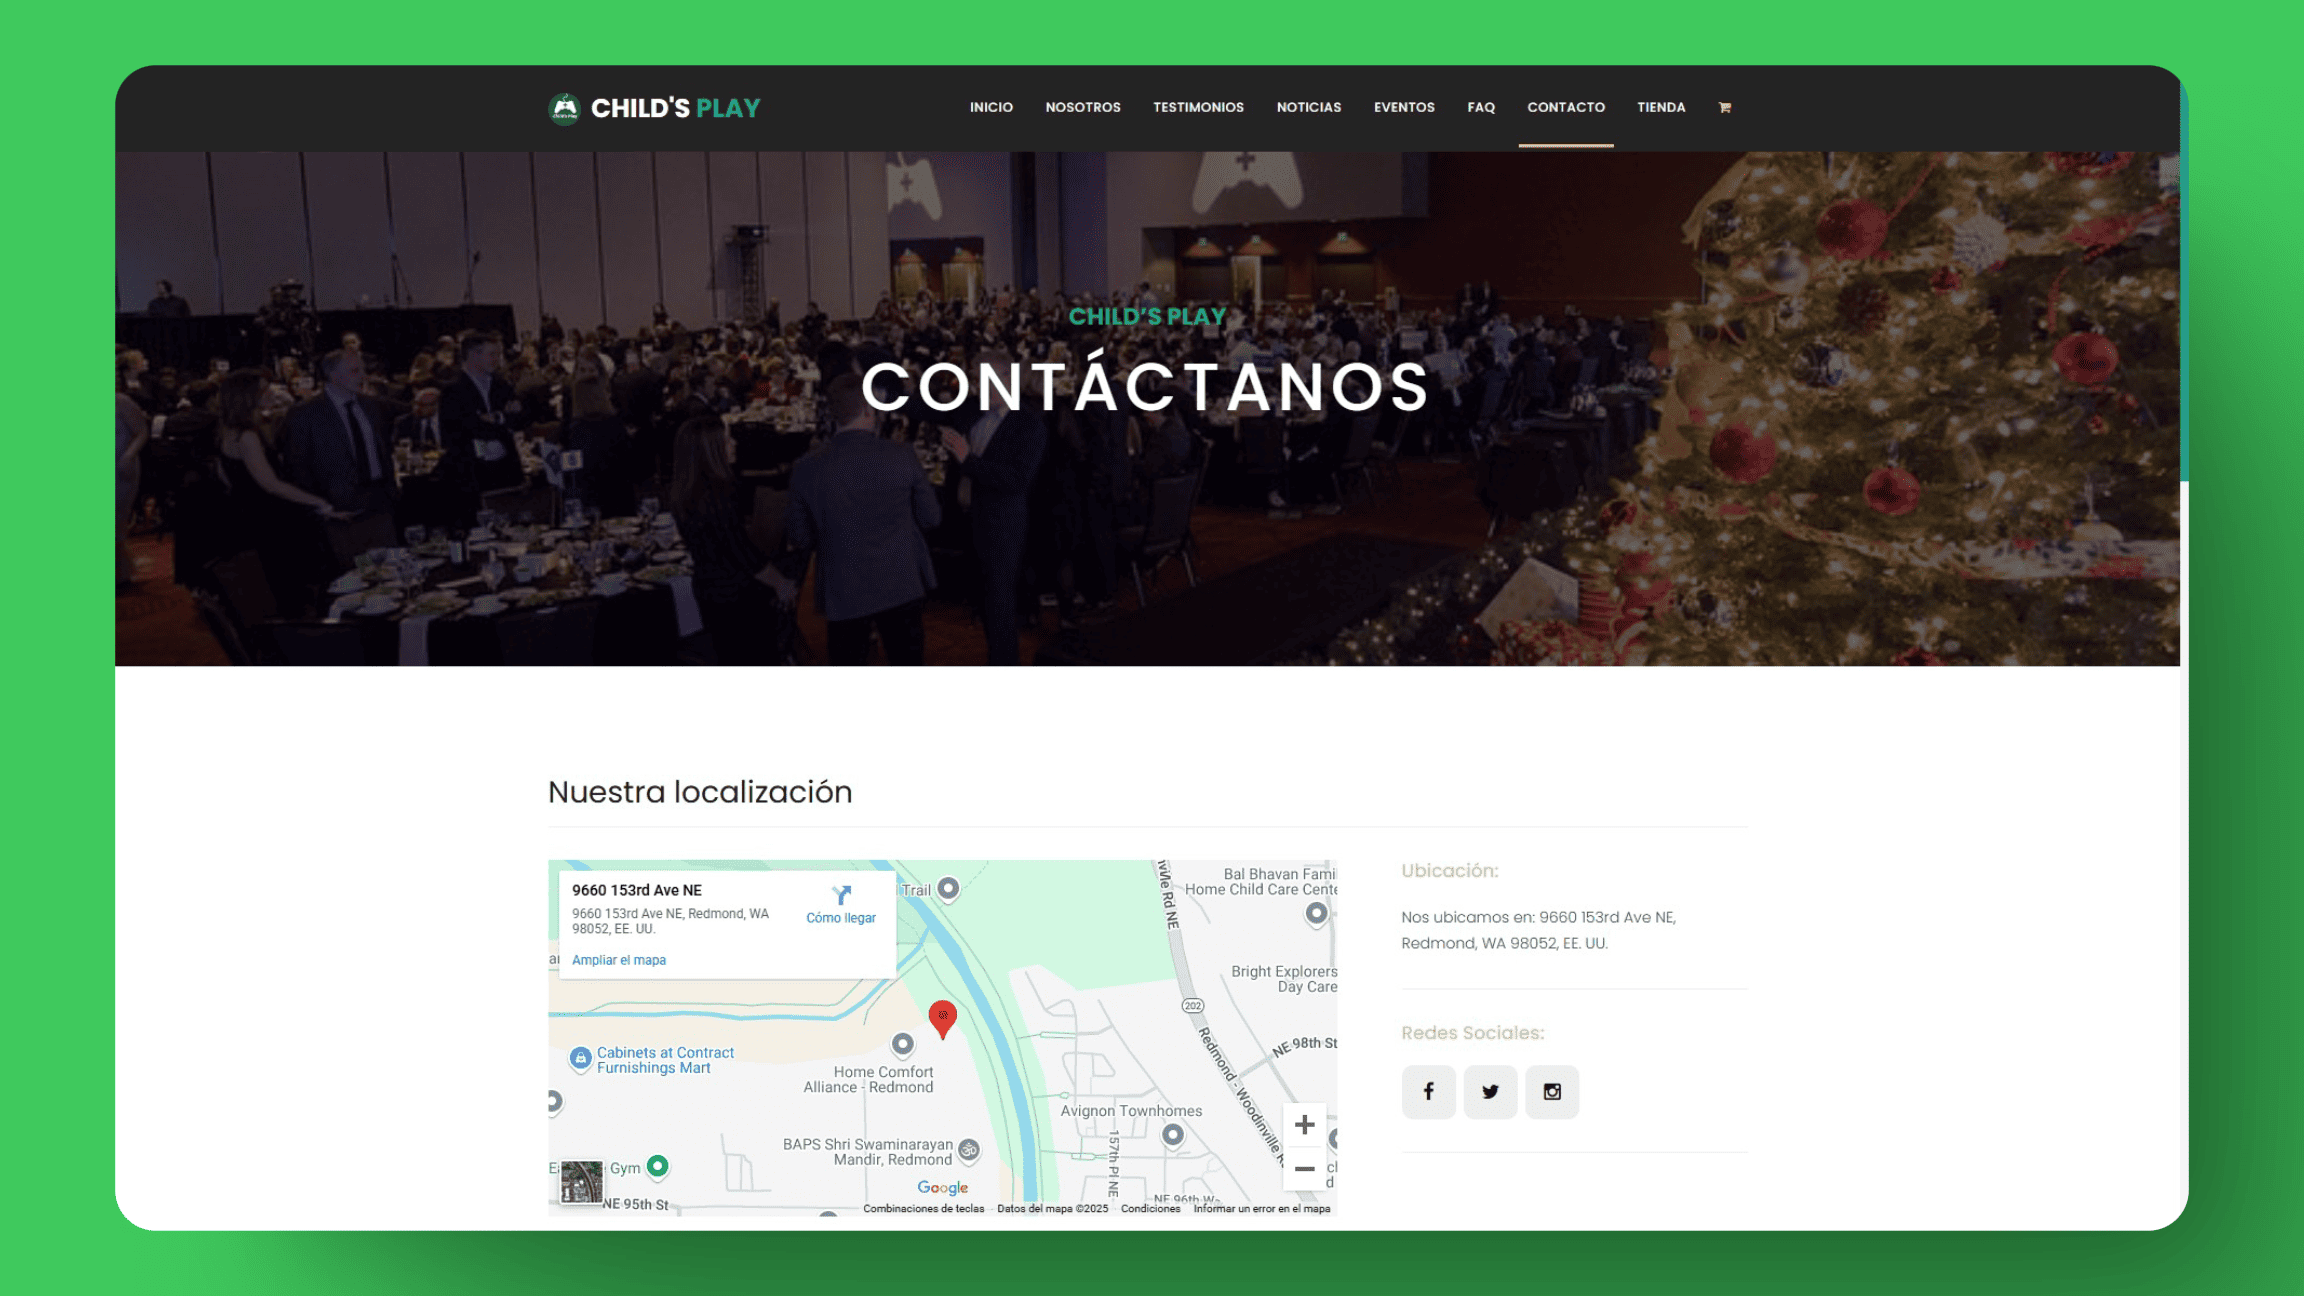 CHILD'S PLAY
INICIO NOSOTROS TESTIMONIOS NOTICIAS EVENTOS FAQ CONTACTO TIENDA
CHILD'S PLAY
CONTÁCTANOS
Nuestra localización
9660 153rd Ave NE
9660 153rd Ave NE, Redmond, WA
98052, EE. UU.
Cómo llegar
Ampliar el mapa
Trail
Bal Bhavan Fami
Home Child Care Cente
Bright Explorers
Day Care
202
Redmond - Woodinville R
NE 98th St
Cabinets at Contract
Furnishings Mart
Home Comfort
Alliance - Redmond
Avignon Townhomes
157th Pl NE
BAPS Shri Swaminarayan
Mandir, Redmond
Gym
NE 95th St
NE 96th W
Google
Combinaciones de teclas Datos del mapa ©2025 Condiciones Informar un error en el mapa
Ubicación:
Nos ubicamos en: 9660 153rd Ave NE,
Redmond, WA 98052, EE. UU.
Redes Sociales: